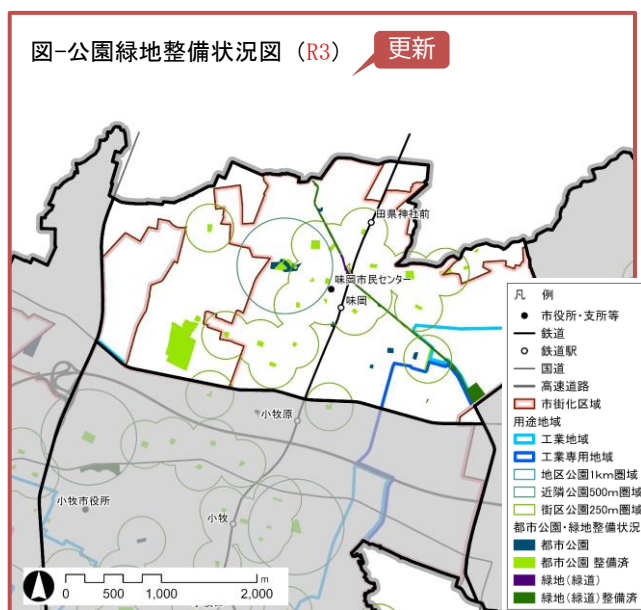 図-公園緑地整備状況図（R3）
更新
田県神社前
味岡市民センター
味岡
小牧原
小牧市役所
小牧
凡 例
市役所・支所等
鉄道
鉄道駅
国道
高速道路
市街化区域
用途地域
工業地域
工業専用地域
地区公園1km圏域
近隣公園500m圏域
街区公園250m圏域
都市公園・緑地整備状況
都市公園
都市公園 整備済
緑地(緑道)
緑地(緑道)整備済
0 500 1,000 2,000 m